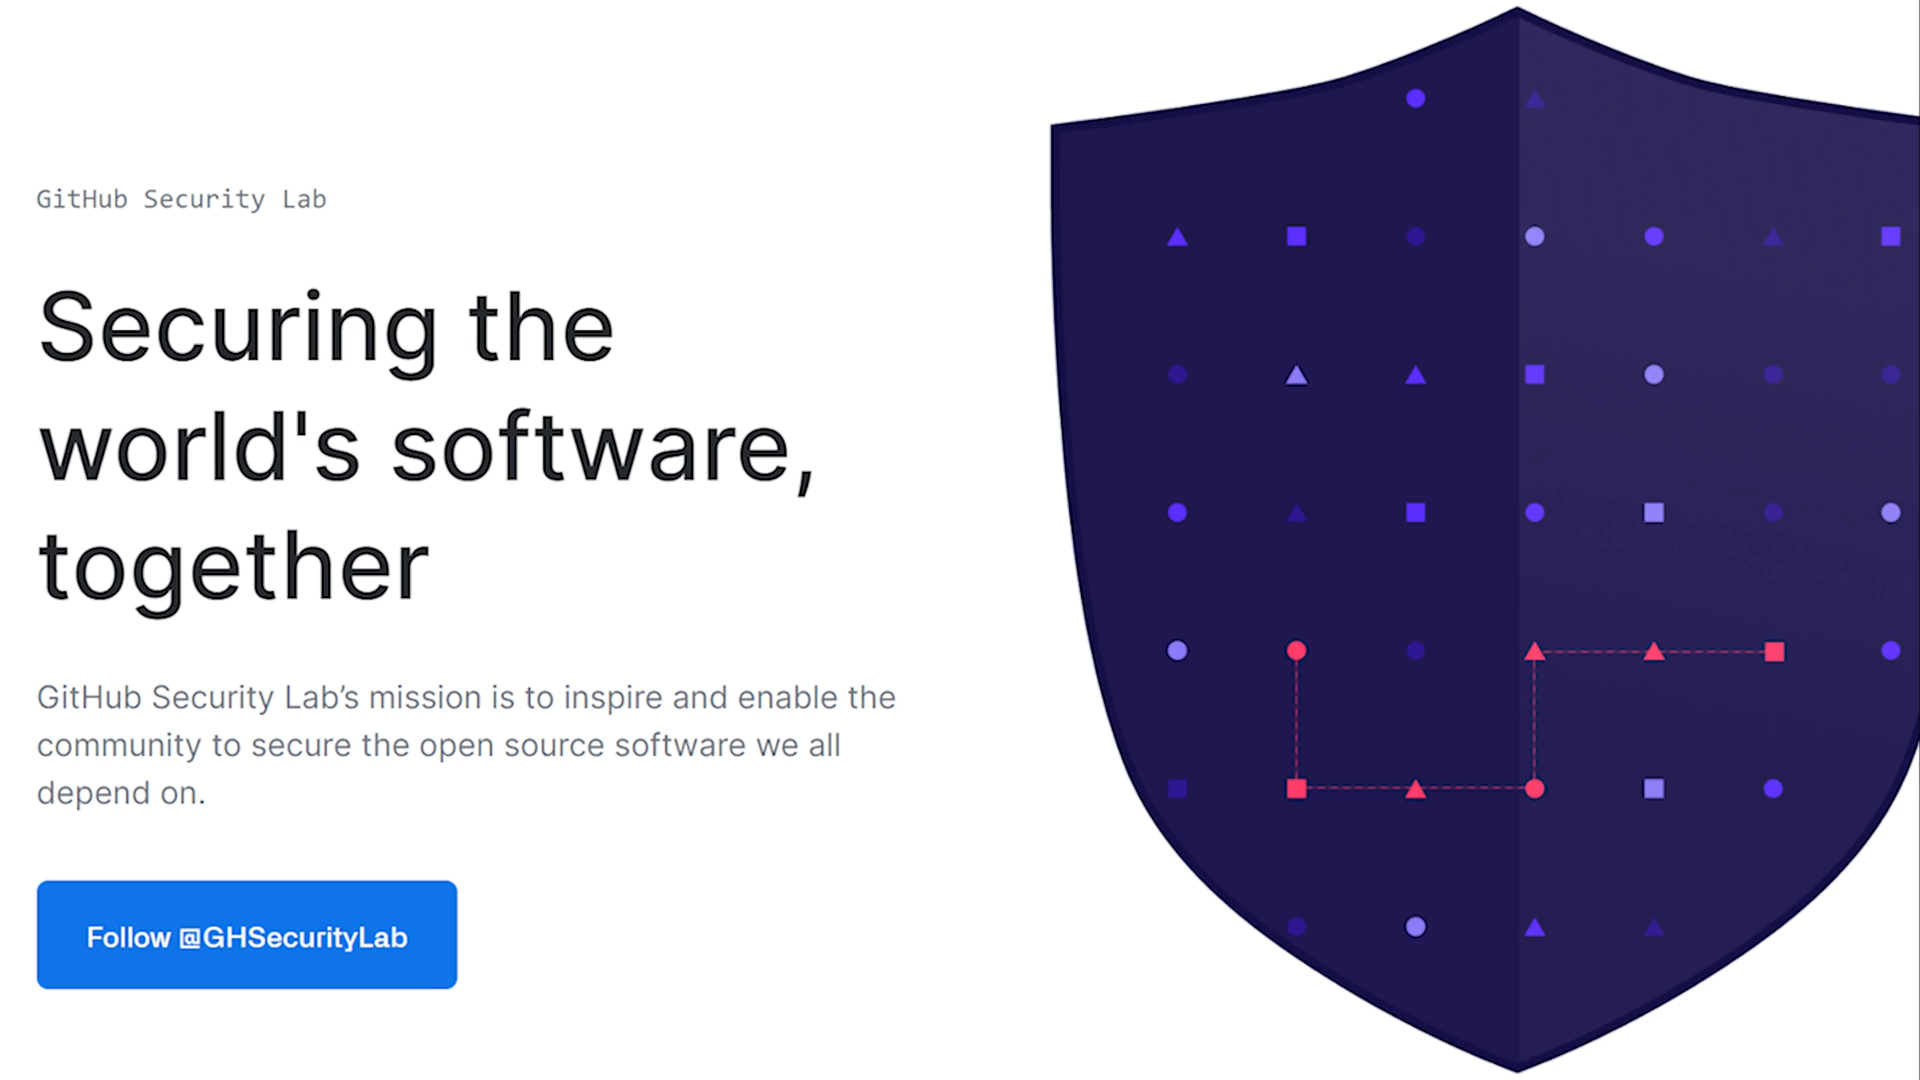 GitHub Security Lab
Securing the
world's software,
together
GitHub Security Lab’s mission is to inspire and enable the
community to secure the open source software we all
depend on.
Follow @GHSecurityLab